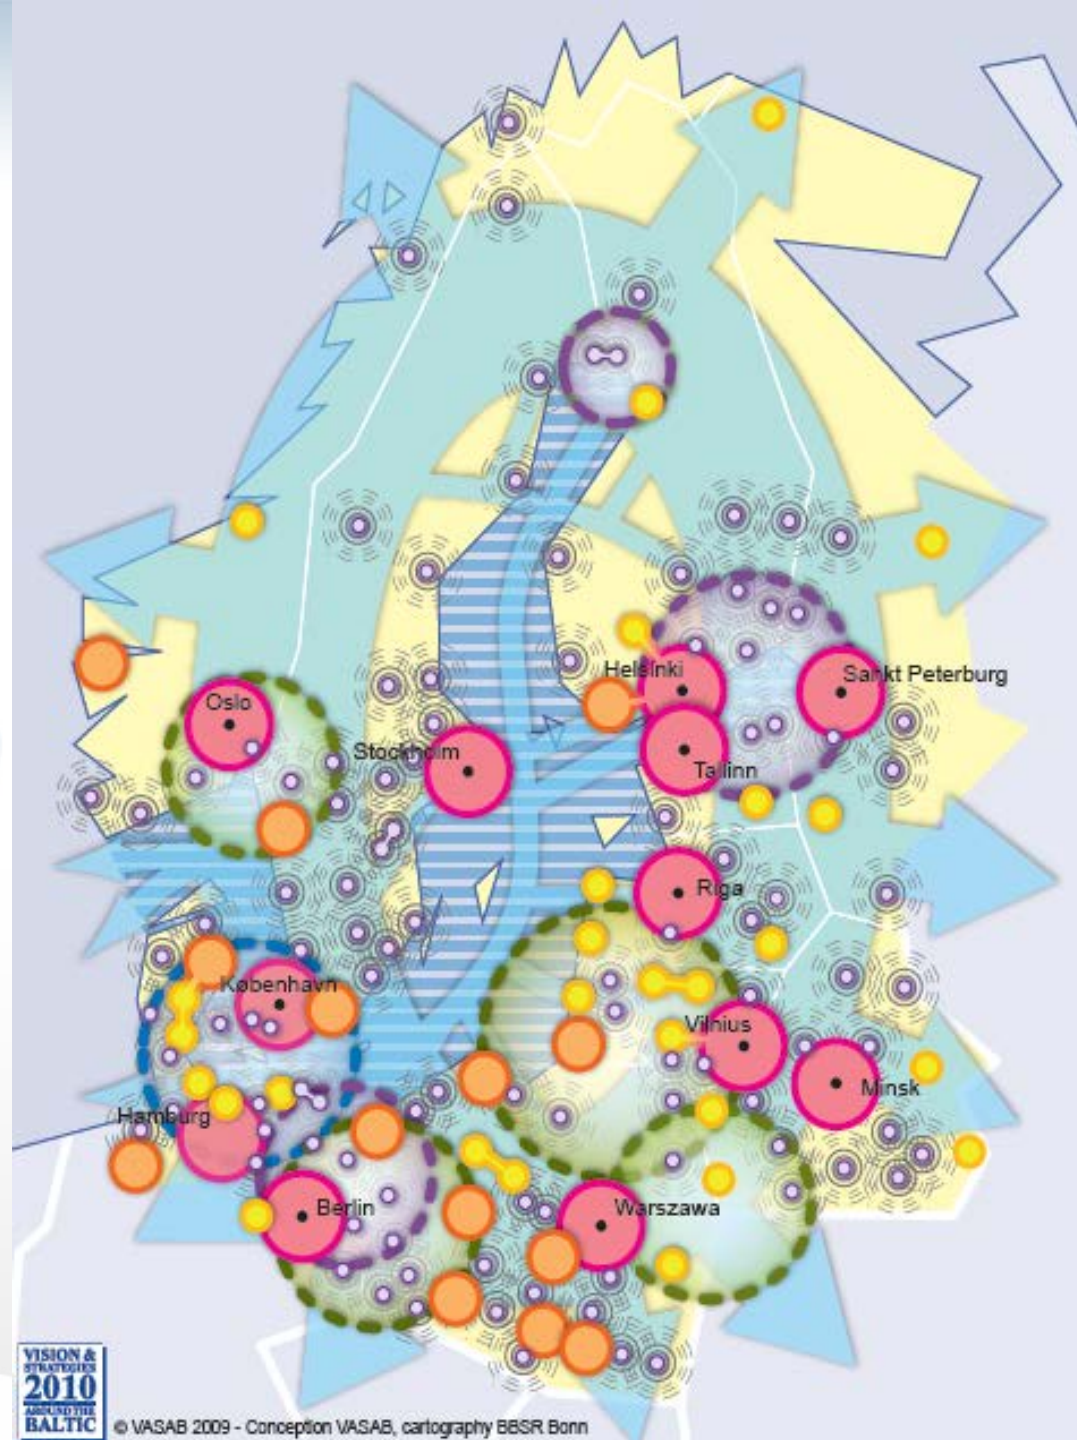 Helsinki
Sankt Peterburg
Oslo
Stockholm
Tallinn
Riga
København
Vilnius
Minsk
Hamburg
Berlin
Warszawa
VISION &
STRATEGIES
2010
AROUND THE
BALTIC
© VASAB 2009 - Conception VASAB, cartography BBSR Bonn